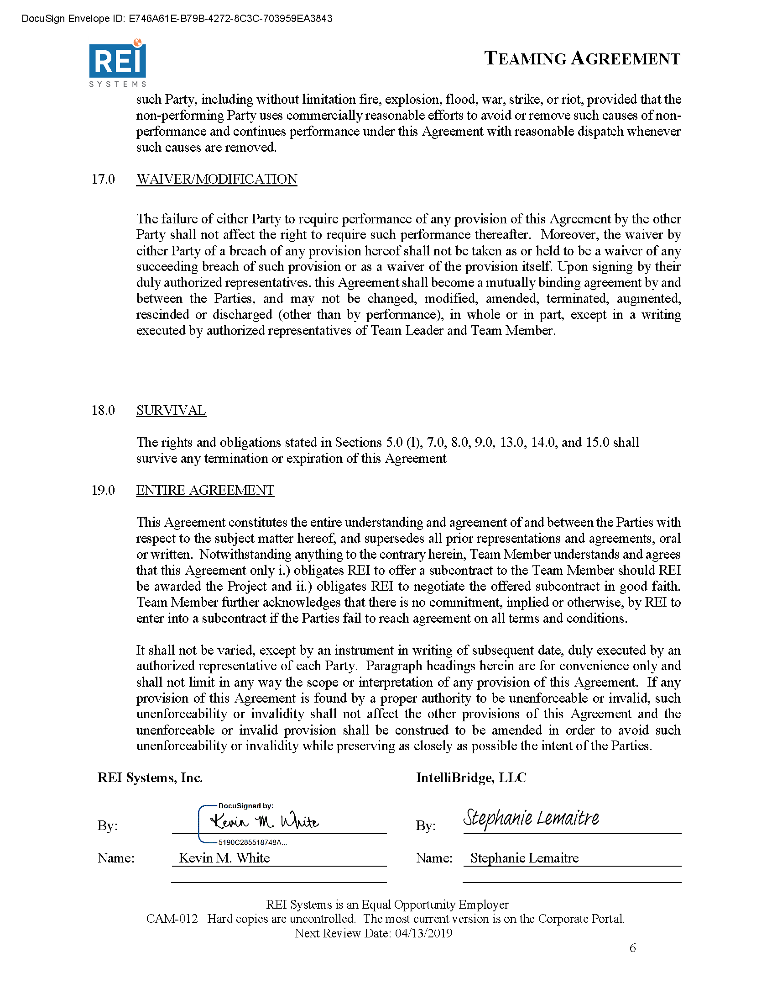 DocuSign Envelope ID: E746A61E-B79B-4272-8C3C-703959EA3843
REI
SYSTEMS
TEAMING AGREEMENT
such Party, including without limitation fire, explosion, flood, war, strike, or riot, provided that the
non-performing Party uses commercially reasonable efforts to avoid or remove such causes of non-
performance and continues performance under this Agreement with reasonable dispatch whenever
such causes are removed.
17.0 WAIVER/MODIFICATION
The failure of either Party to require performance of any provision of this Agreement by the other
Party shall not affect the right to require such performance thereafter. Moreover, the waiver by
either Party of a breach of any provision hereof shall not be taken as or held to be a waiver of any
succeeding breach of such provision or as a waiver of the provision itself. Upon signing by their
duly authorized representatives, this Agreement shall become a mutually binding agreement by and
between the Parties, and may not be changed, modified, amended, terminated, augmented,
rescinded or discharged (other than by performance), in whole or in part, except in a writing
executed by authorized representatives of Team Leader and Team Member.
18.0 SURVIVAL
The rights and obligations stated in Sections 5.0 (l), 7.0, 8.0, 9.0, 13.0, 14.0, and 15.0 shall
survive any termination or expiration of this Agreement
19.0 ENTIRE AGREEMENT
This Agreement constitutes the entire understanding and agreement of and between the Parties with
respect to the subject matter hereof, and supersedes all prior representations and agreements, oral
or written. Notwithstanding anything to the contrary herein, Team Member understands and agrees
that this Agreement only i.) obligates REI to offer a subcontract to the Team Member should REI
be awarded the Project and ii.) obligates REI to negotiate the offered subcontract in good faith.
Team Member further acknowledges that there is no commitment, implied or otherwise, by REI to
enter into a subcontract if the Parties fail to reach agreement on all terms and conditions.
It shall not be varied, except by an instrument in writing of subsequent date, duly executed by an
authorized representative of each Party. Paragraph headings herein are for convenience only and
shall not limit in any way the scope or interpretation of any provision of this Agreement. If any
provision of this Agreement is found by a proper authority to be unenforceable or invalid, such
unenforceability or invalidity shall not affect the other provisions of this Agreement and the
unenforceable or invalid provision shall be construed to be amended in order to avoid such
unenforceability or invalidity while preserving as closely as possible the intent of the Parties.
REI Systems, Inc. IntelliBridge, LLC
DocuSigned by:
By: Kevin M. White By: Stephanie Lemaitre
5190C285518748A...
Name: Kevin M. White Name: Stephanie Lemaitre
REI Systems is an Equal Opportunity Employer
CAM-012 Hard copies are uncontrolled. The most current version is on the Corporate Portal.
Next Review Date: 04/13/2019
6